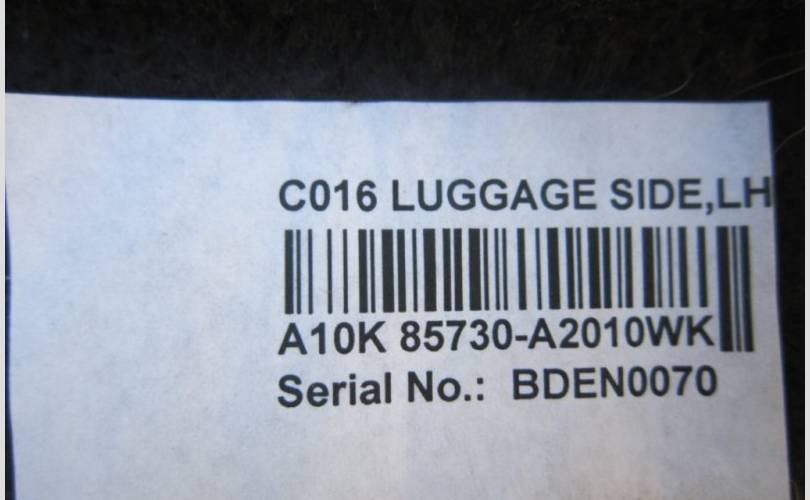 C016 LUGGAGE SIDE,LH
A10K 85730-A2010WK
Serial No.: BDEN0070